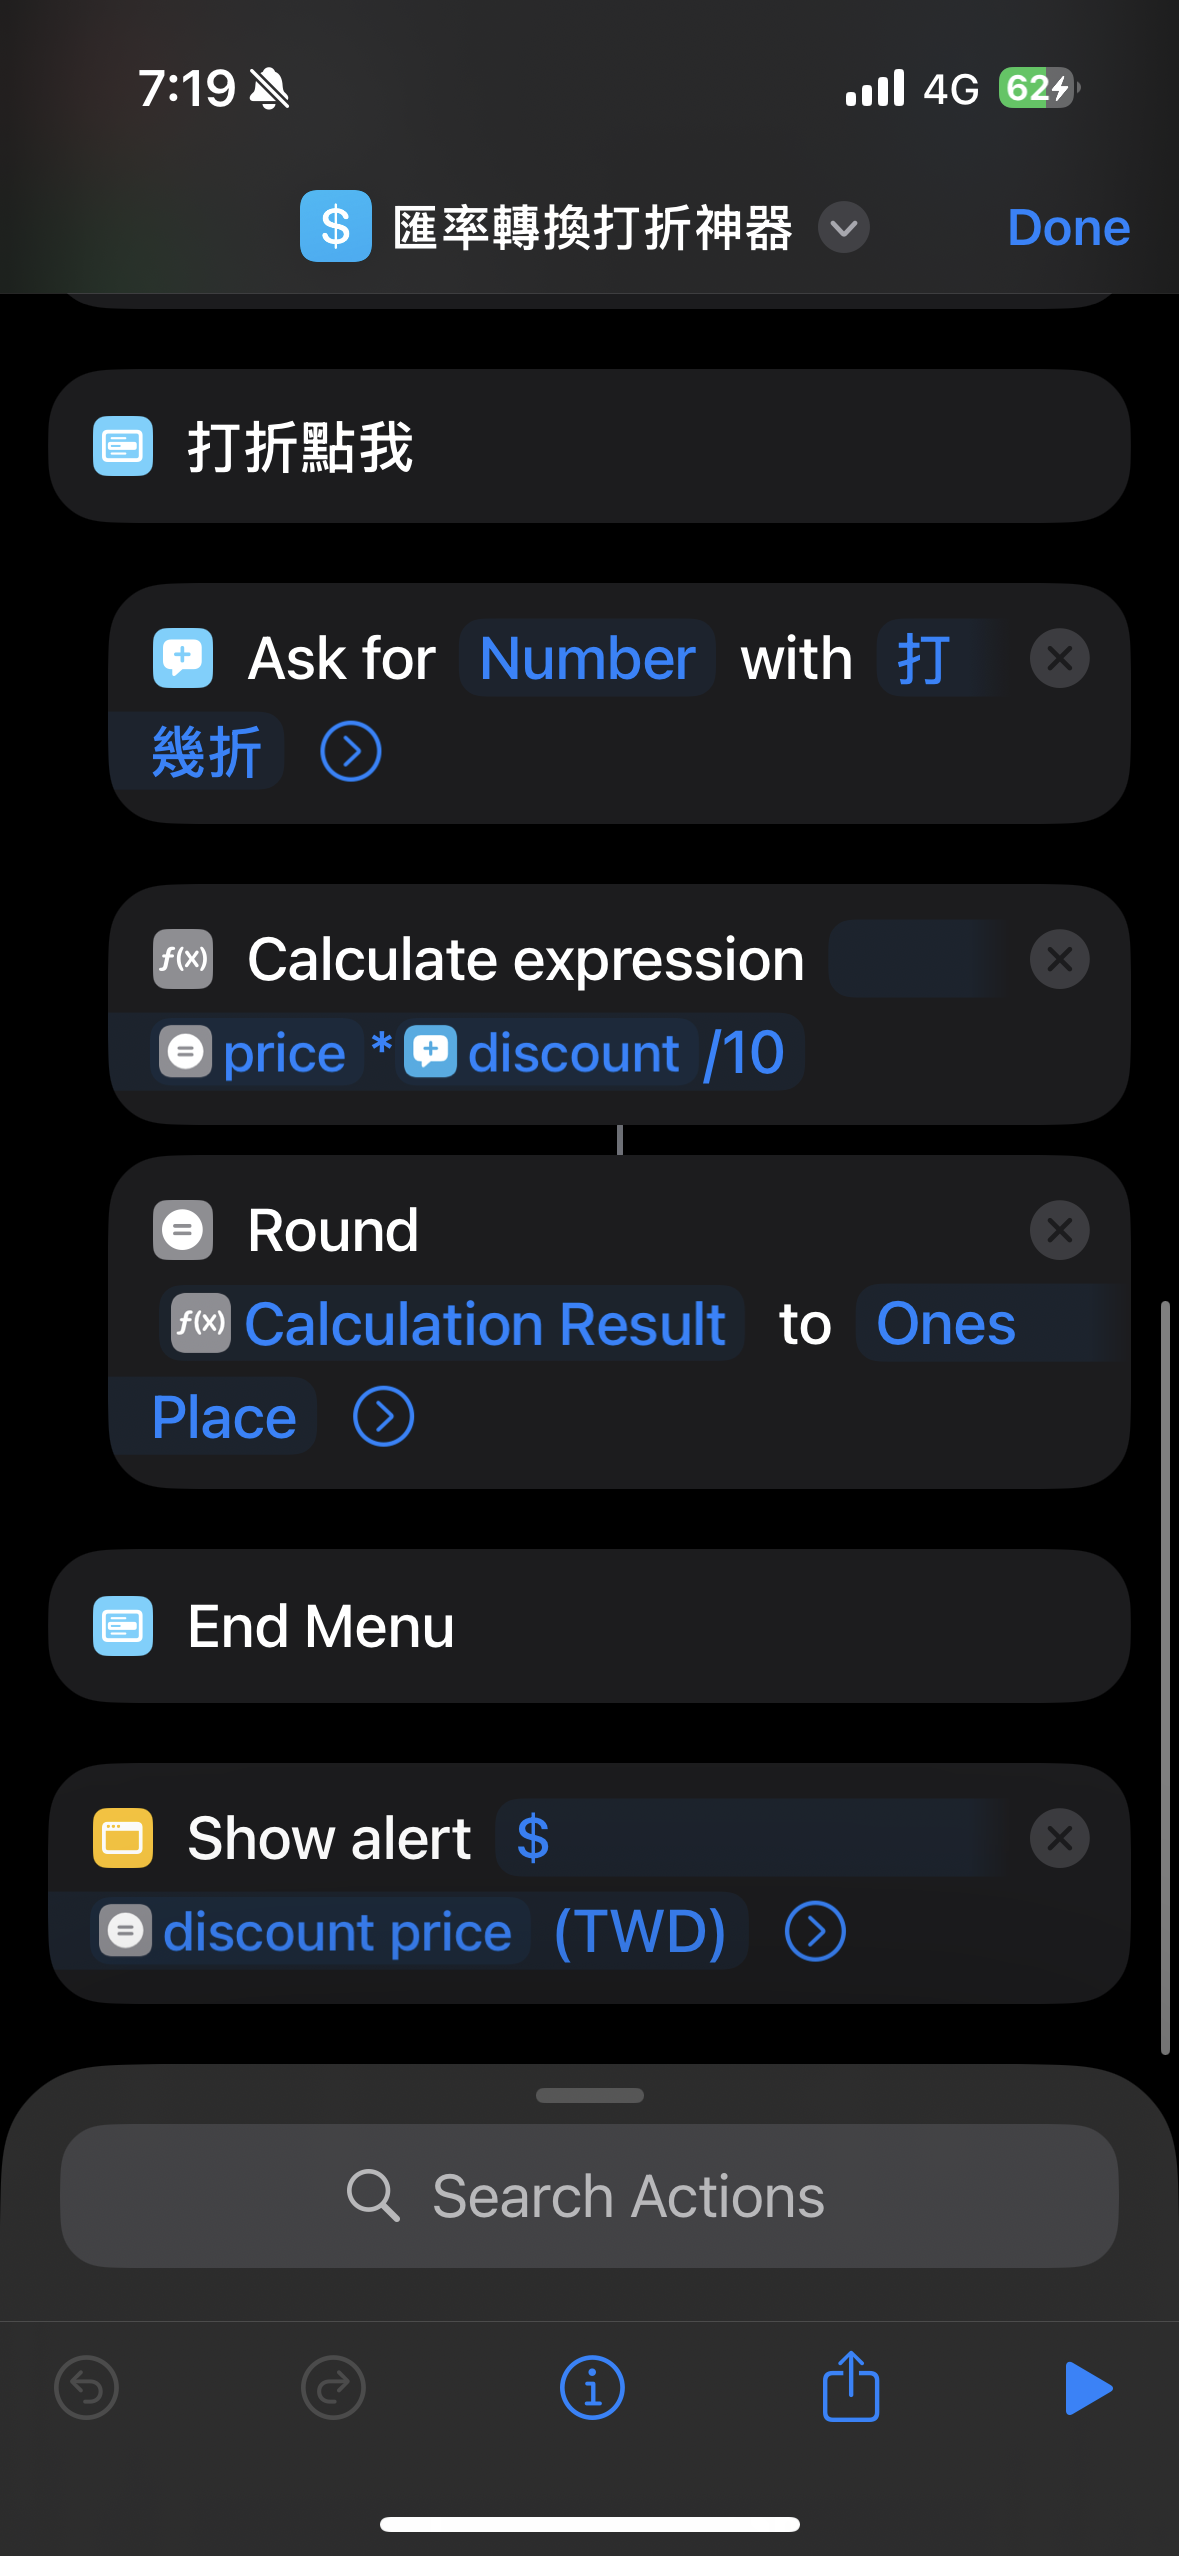 7:19 4G 62
$ 匯率轉換打折神器 Done
打折點我
Ask for Number with 打
幾折
f(x) Calculate expression
price * discount /10
Round
f(x) Calculation Result to Ones
Place
End Menu
Show alert $
discount price (TWD)
Search Actions